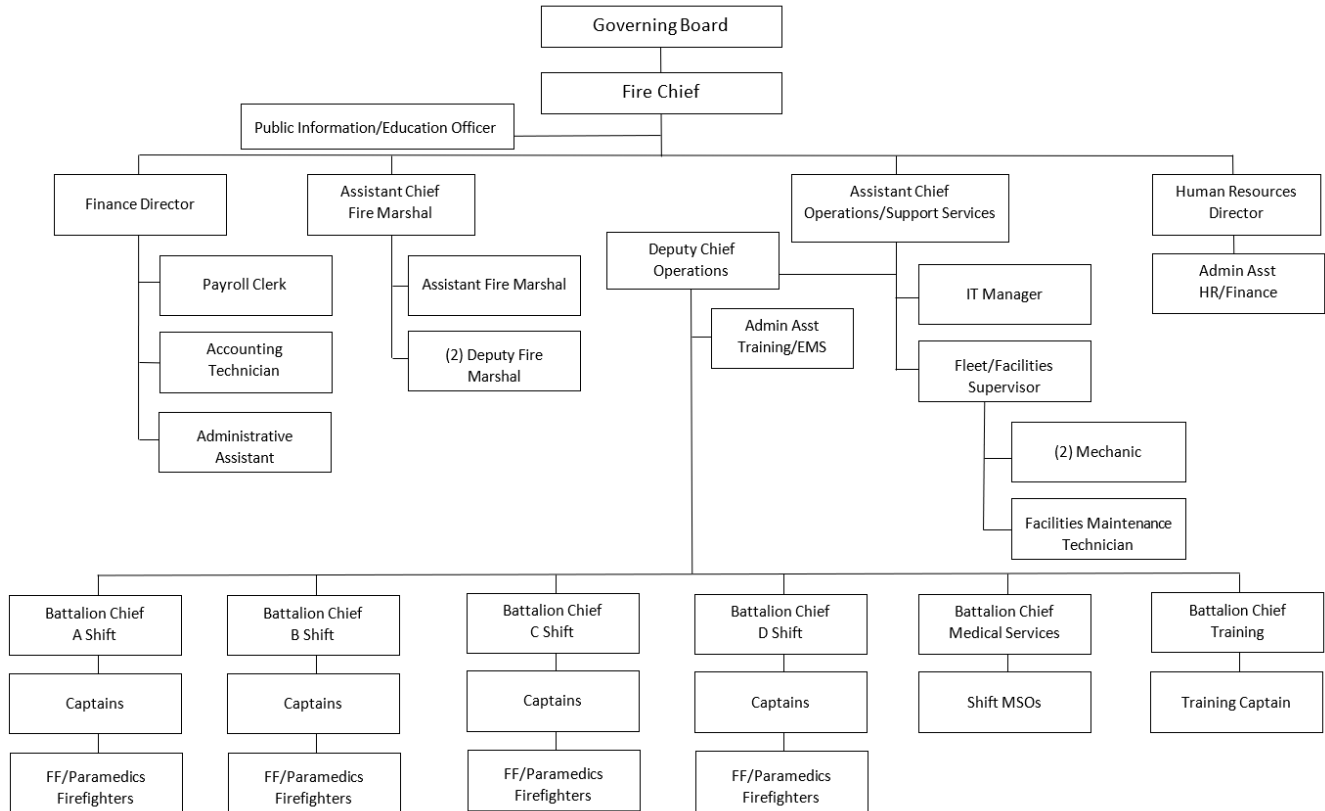 Governing Board
Fire Chief
Public Information/Education Officer
Finance Director
Assistant Chief
Fire Marshal
Assistant Chief
Operations/Support Services
Human Resources
Director
Deputy Chief
Operations
Payroll Clerk
Assistant Fire Marshal
IT Manager
Admin Asst
HR/Finance
Admin Asst
Training/EMS
Accounting
Technician
(2) Deputy Fire
Marshal
Fleet/Facilities
Supervisor
Administrative
Assistant
(2) Mechanic
Facilities Maintenance
Technician
Battalion Chief
A Shift
Battalion Chief
B Shift
Battalion Chief
C Shift
Battalion Chief
D Shift
Battalion Chief
Medical Services
Battalion Chief
Training
Captains
Captains
Captains
Captains
Shift MSOs
Training Captain
FF/Paramedics
Firefighters
FF/Paramedics
Firefighters
FF/Paramedics
Firefighters
FF/Paramedics
Firefighters